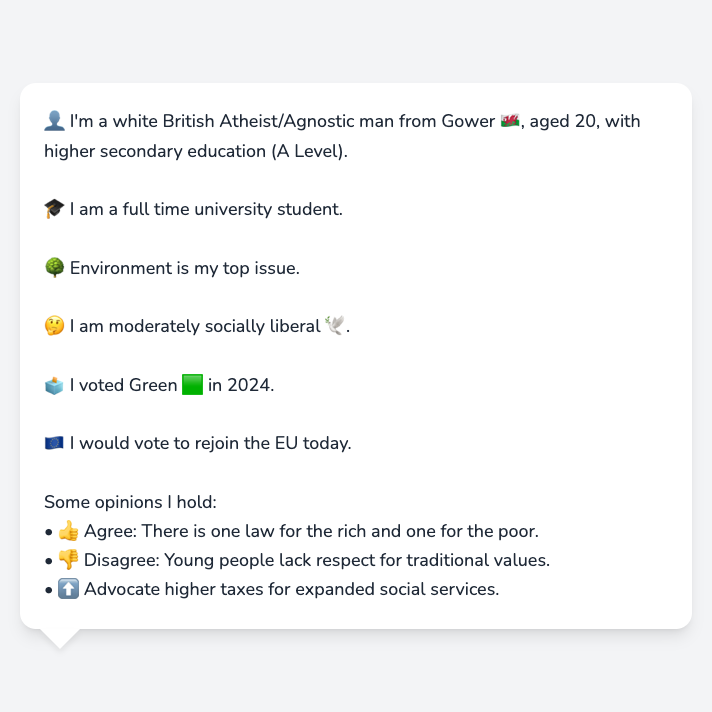 👤 I'm a white British Atheist/Agnostic man from Gower 🏴󠁧󠁢󠁷󠁬󠁳󠁿, aged 20, with
higher secondary education (A Level).
🎓 I am a full time university student.
🌳 Environment is my top issue.
🤔 I am moderately socially liberal 🕊️.
🗳️ I voted Green 🟩 in 2024.
🇪🇺 I would vote to rejoin the EU today.
Some opinions I hold:
• 👍 Agree: There is one law for the rich and one for the poor.
• 👎 Disagree: Young people lack respect for traditional values.
• ⬆️ Advocate higher taxes for expanded social services.